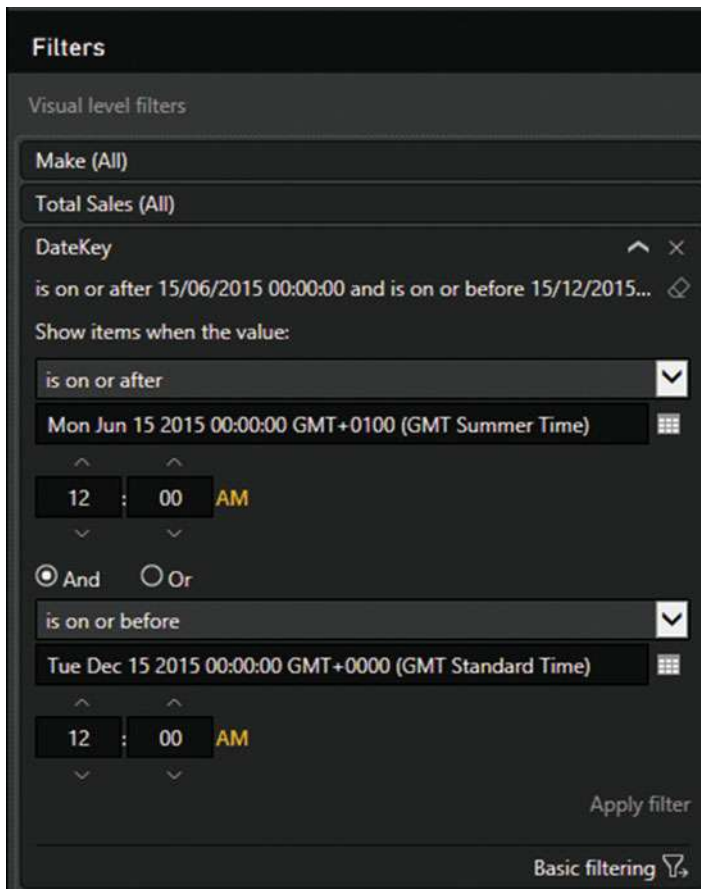 Filters
Visual level filters
Make (All)
Total Sales (All)
DateKey
is on or after 15/06/2015 00:00:00 and is on or before 15/12/2015...
Show items when the value:
is on or after
Mon Jun 15 2015 00:00:00 GMT+0100 (GMT Summer Time)
12 : 00 AM
And Or
is on or before
Tue Dec 15 2015 00:00:00 GMT+0000 (GMT Standard Time)
12 : 00 AM
Apply filter
Basic filtering